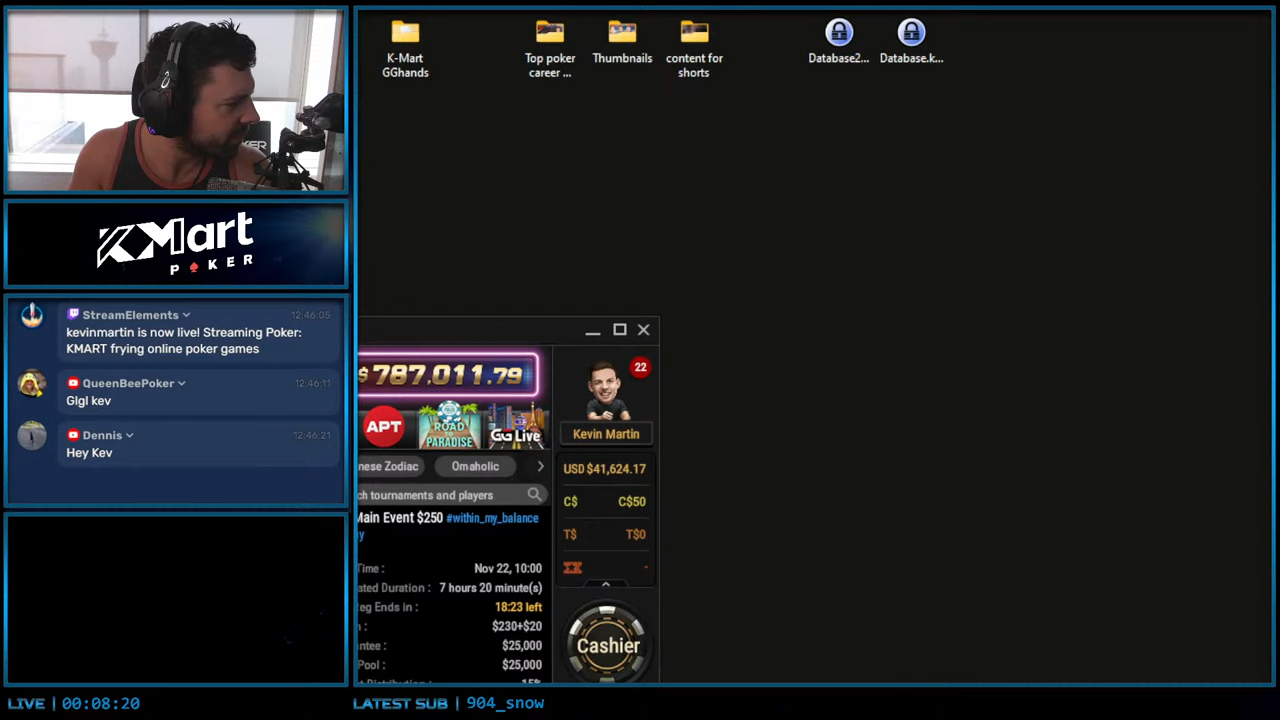 K-Mart
GGhands
Top poker
career ...
Thumbnails
content for
shorts
Database2...
Database.k...
KMart
POKER
StreamElements
12:46:05
kevinmartin is now live! Streaming Poker:
KMART frying online poker games
QueenBeePoker
12:46:11
Glgl kev
Dennis
12:46:21
Hey Kev
$787,011.79
22
APT
ROAD
TO
PARADISE
GG Live
Kevin Martin
nese Zodiac
Omaholic
USD $41,624.17
ch tournaments and players
C$ C$50
Main Event $250 #within_my_balance
T$ T$0
Time : Nov 22, 10:00
-
ated Duration : 7 hours 20 minute(s)
eg Ends in : 18:23 left
: $230+$20
ntee : $25,000
Pool : $25,000
Cashier
LIVE | 00:08:20
LATEST SUB | 904_snow